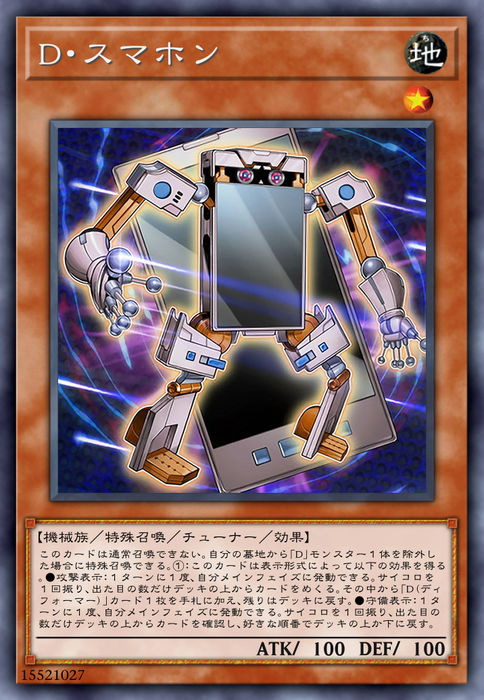 D・スマホン
ち
地
【機械族／特殊召喚／チューナー／効果】
このカードは通常召喚できない。自分の墓地から「D」モンスター１体を除外し
た場合に特殊召喚できる。①：このカードは表示形式によって以下の効果を得
る。●攻撃表示：１ターンに１度、自分メインフェイズに発動できる。サイコロを
１回振り、出た目の数だけデッキの上からカードをめくる。その中から「D（ディ
フォーマー）」カード１枚を手札に加え、残りはデッキに戻す。●守備表示：１タ
ーンに１度、自分メインフェイズに発動できる。サイコロを１回振り、出た目の
数だけデッキの上からカードを確認し、好きな順番でデッキの上か下に戻す。
ATK/ 100 DEF/ 100
15521027